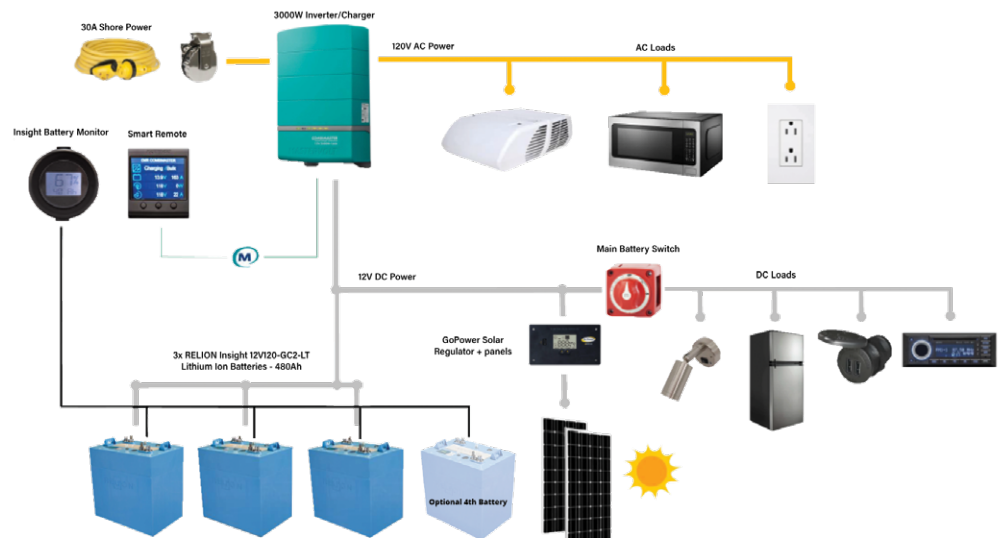 3000W Inverter/Charger
30A Shore Power
120V AC Power
AC Loads
Insight Battery Monitor
Smart Remote
Charging - Bulk
M
Main Battery Switch
12V DC Power
DC Loads
GoPower Solar
Regulator + panels
3x RELION Insight 12V120-GC2-LT
Lithium Ion Batteries - 480Ah
Optional 4th Battery